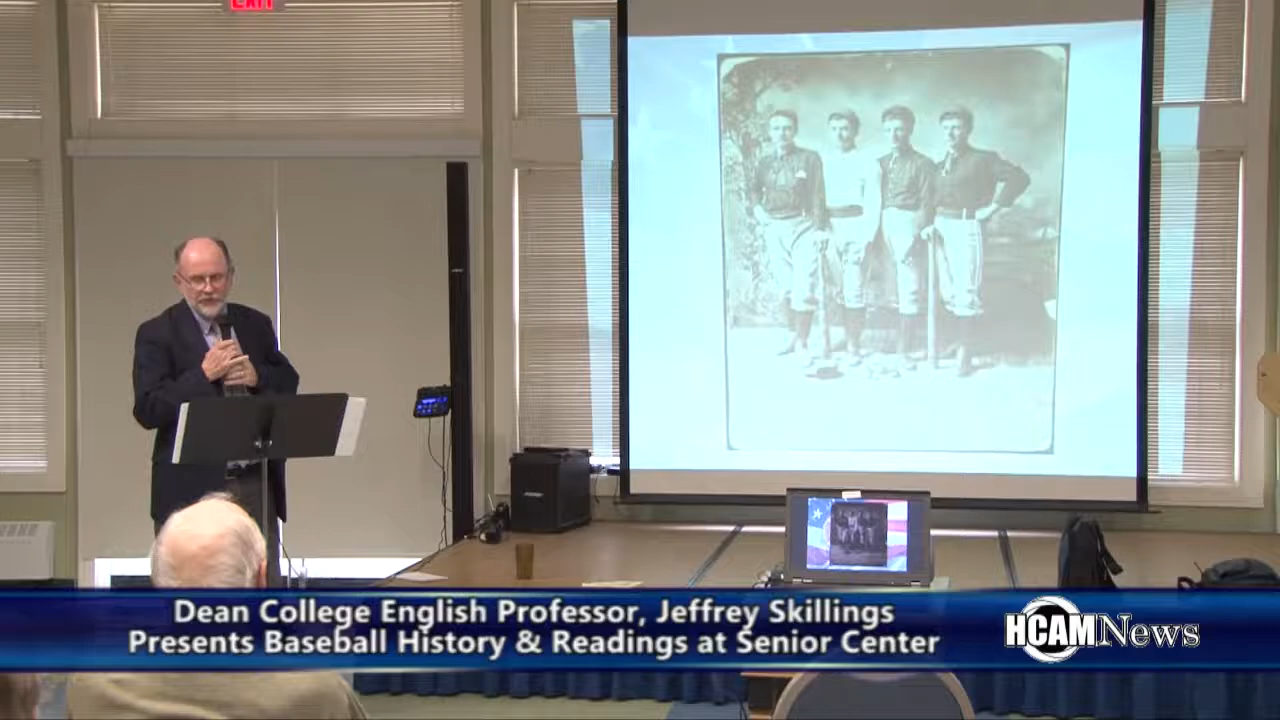 EXIT
Dean College English Professor, Jeffrey Skillings
Presents Baseball History & Readings at Senior Center
HCAMNews